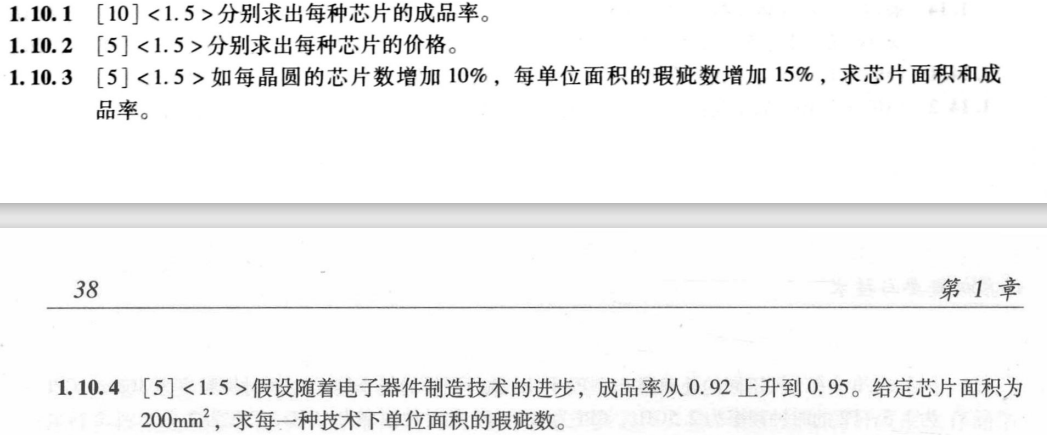 1.10.1 [10]<1.5>分别求出每种芯片的成品率。
1.10.2 [5]<1.5>分别求出每种芯片的价格。
1.10.3 [5]<1.5>如每晶圆的芯片数增加10%，每单位面积的瑕疵数增加15%，求芯片面积和成
品率。
38 第1章
1.10.4 [5]<1.5>假设随着电子器件制造技术的进步，成品率从0.92上升到0.95。给定芯片面积为
200mm²，求每一种技术下单位面积的瑕疵数。